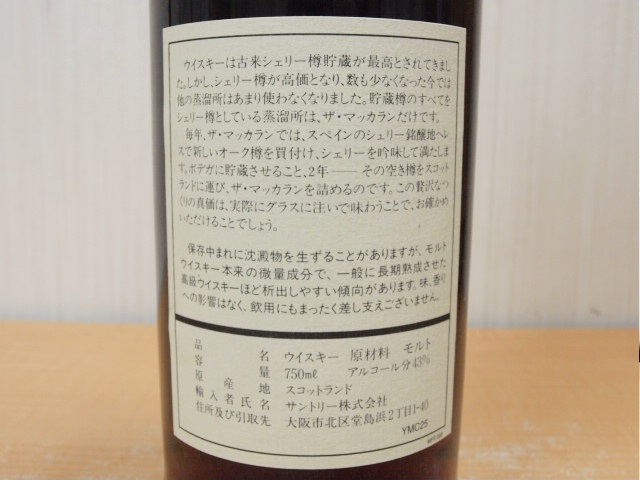 ウイスキーは古来シェリー樽貯蔵が最高とされてきまし
た。しかし、シェリー樽が高価となり、数も少なくなった今では
他の蒸溜所はあまり使わなくなりました。貯蔵樽のすべてを
シェリー樽としている蒸溜所は、ザ・マッカランだけです。
毎年、ザ・マッカランでは、スペインのシェリー銘醸地ヘレ
スで新しいオーク樽を買付け、シェリーを吟味して満たしま
す。ボデガに貯蔵させること、2年——その空き樽をスコット
ランドに運び、ザ・マッカランを詰めるのです。この贅沢なつ
くりの真価は、実際にグラスに注いで味わうことで、お確かめ
いただけることでしょう。
保存中まれに沈澱物を生ずることがありますが、モルト
ウイスキー本来の微量成分で、一般に長期熟成させた
高級ウイスキーほど析出しやすい傾向があります。味、香り
への影響はなく、飲用にもまったく差し支えございません。
品名 ウイスキー 原材料 モルト
容量 750ml アルコール分43%
原産地 スコットランド
輸入者氏名 サントリー株式会社
住所及び引取先 大阪市北区堂島浜2丁目1-40
YMC25